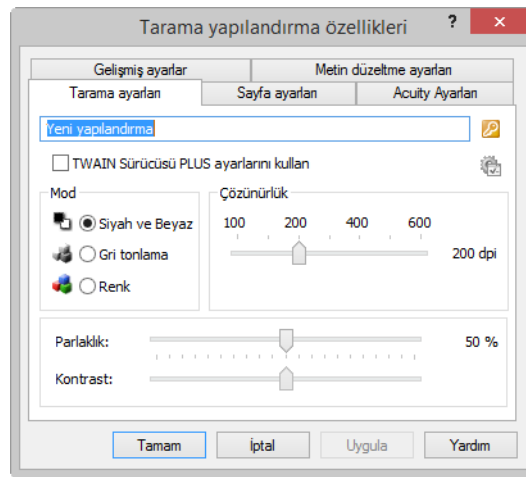 Tarama yapılandırma özellikleri ?
Gelişmiş ayarlar Metin düzeltme ayarları
Tarama ayarları Sayfa ayarları Acuity Ayarları
Yeni yapılandırma
TWAIN Sürücüsü PLUS ayarlarını kullan
Mod Çözünürlük
Siyah ve Beyaz 100 200 400 600
Gri tonlama 200 dpi
Renk
Parlaklık: 50 %
Kontrast:
Tamam İptal Uygula Yardım